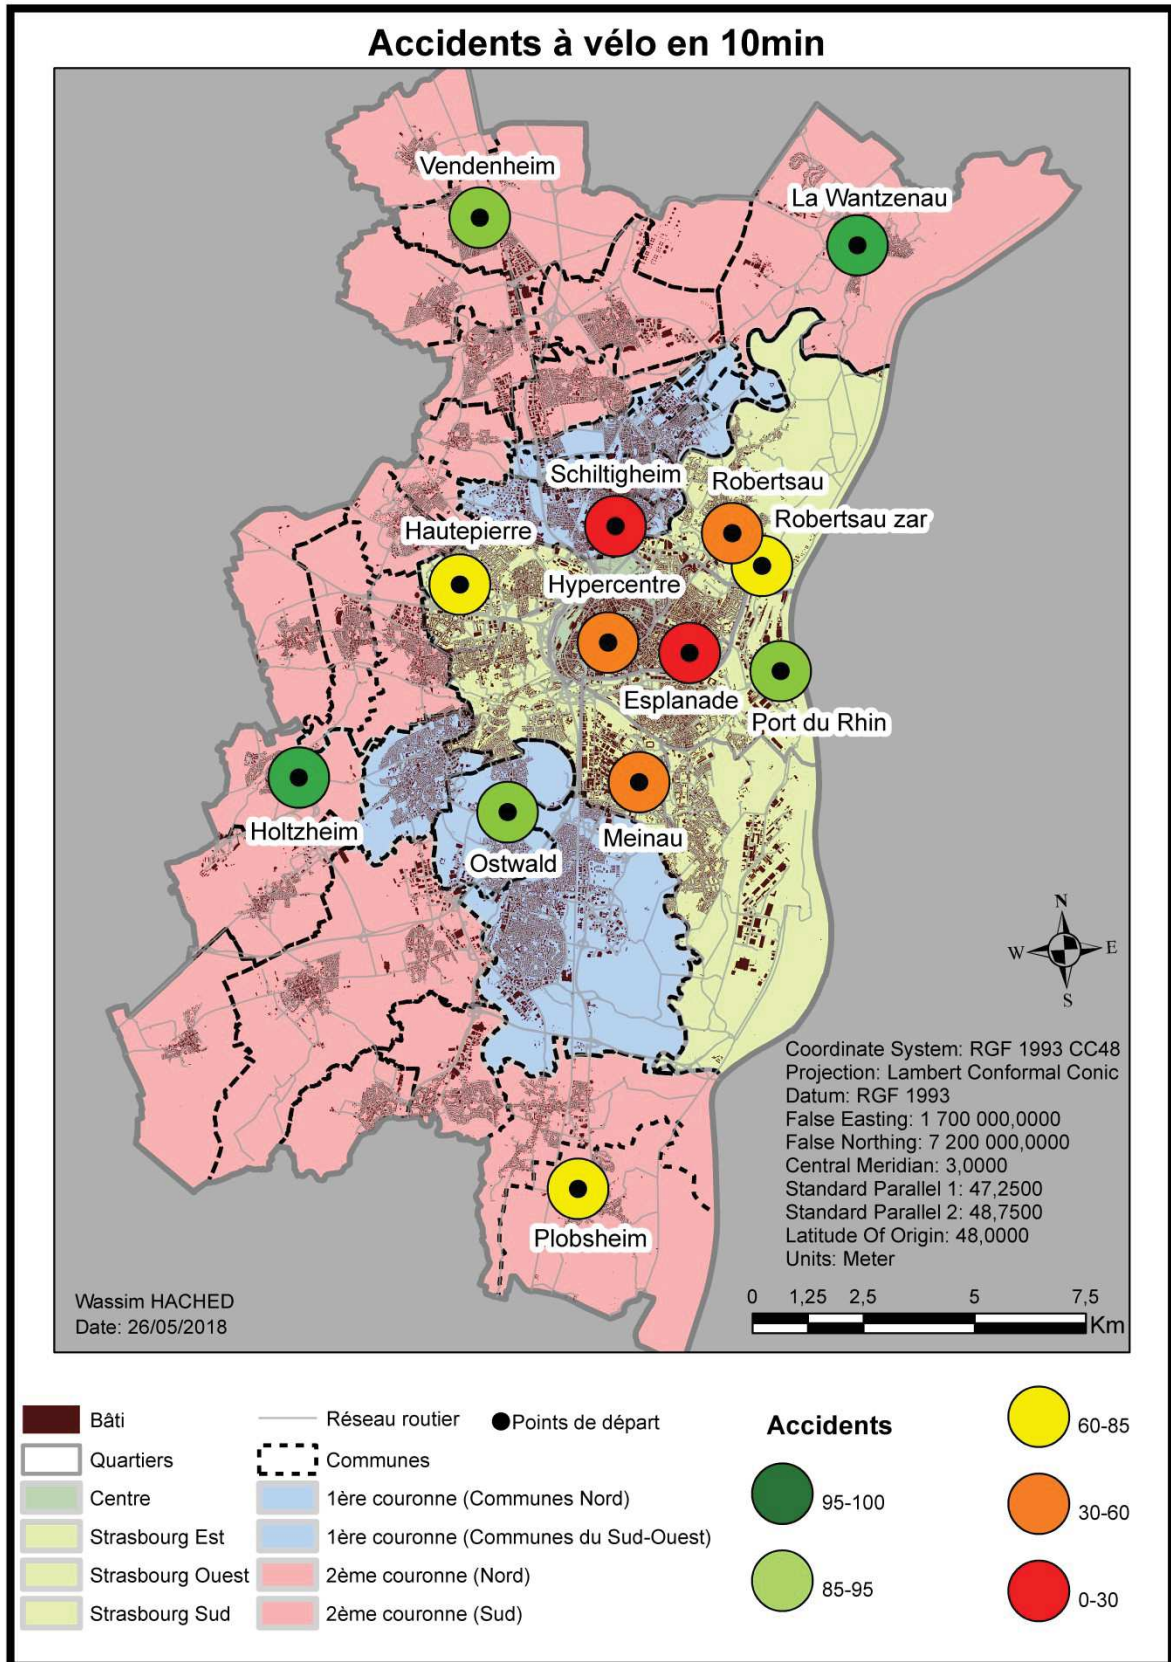 Accidents à vélo en 10min
Vendenheim
La Wantzenau
Schiltigheim
Robertsau
Robertsau zar
Hautepierre
Hypercentre
Esplanade
Port du Rhin
Holtzheim
Ostwald
Meinau
N
W
E
S
Plobsheim
Coordinate System: RGF 1993 CC48
Projection: Lambert Conformal Conic
Datum: RGF 1993
False Easting: 1 700 000,0000
False Northing: 7 200 000,0000
Central Meridian: 3,0000
Standard Parallel 1: 47,2500
Standard Parallel 2: 48,7500
Latitude Of Origin: 48,0000
Units: Meter
0 1,25 2,5 5 7,5
Km
Wassim HACHED
Date: 26/05/2018
Bâti
Quartiers
Centre
Strasbourg Est
Strasbourg Ouest
Strasbourg Sud
Réseau routier
Points de départ
Communes
1ère couronne (Communes Nord)
1ère couronne (Communes du Sud-Ouest)
2ème couronne (Nord)
2ème couronne (Sud)
Accidents
95-100
85-95
60-85
30-60
0-30